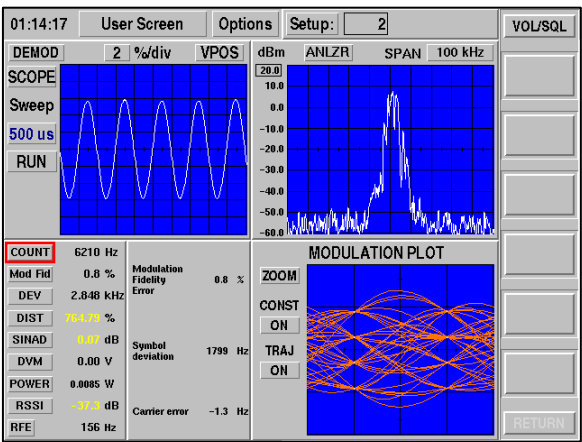 01:14:17 User Screen Options Setup: 2 VOL/SQL
DEMOD 2 %/div VPOS
SCOPE
Sweep
500 us
RUN
dBm ANLZR SPAN 100 kHz
20.0
10.0
0.0
-10.0
-20.0
-30.0
-40.0
-50.0
-60.0
COUNT 6210 Hz
Mod Fid 0.8 %
DEV 2.848 kHz
DIST 764.79 %
SINAD 0.07 dB
DVM 0.00 V
POWER 0.0085 W
RSSI -37.3 dB
RFE 156 Hz
Modulation
Fidelity 0.8 %
Error
Symbol
deviation 1799 Hz
Carrier error -1.3 Hz
MODULATION PLOT
ZOOM
CONST
ON
TRAJ
ON
RETURN